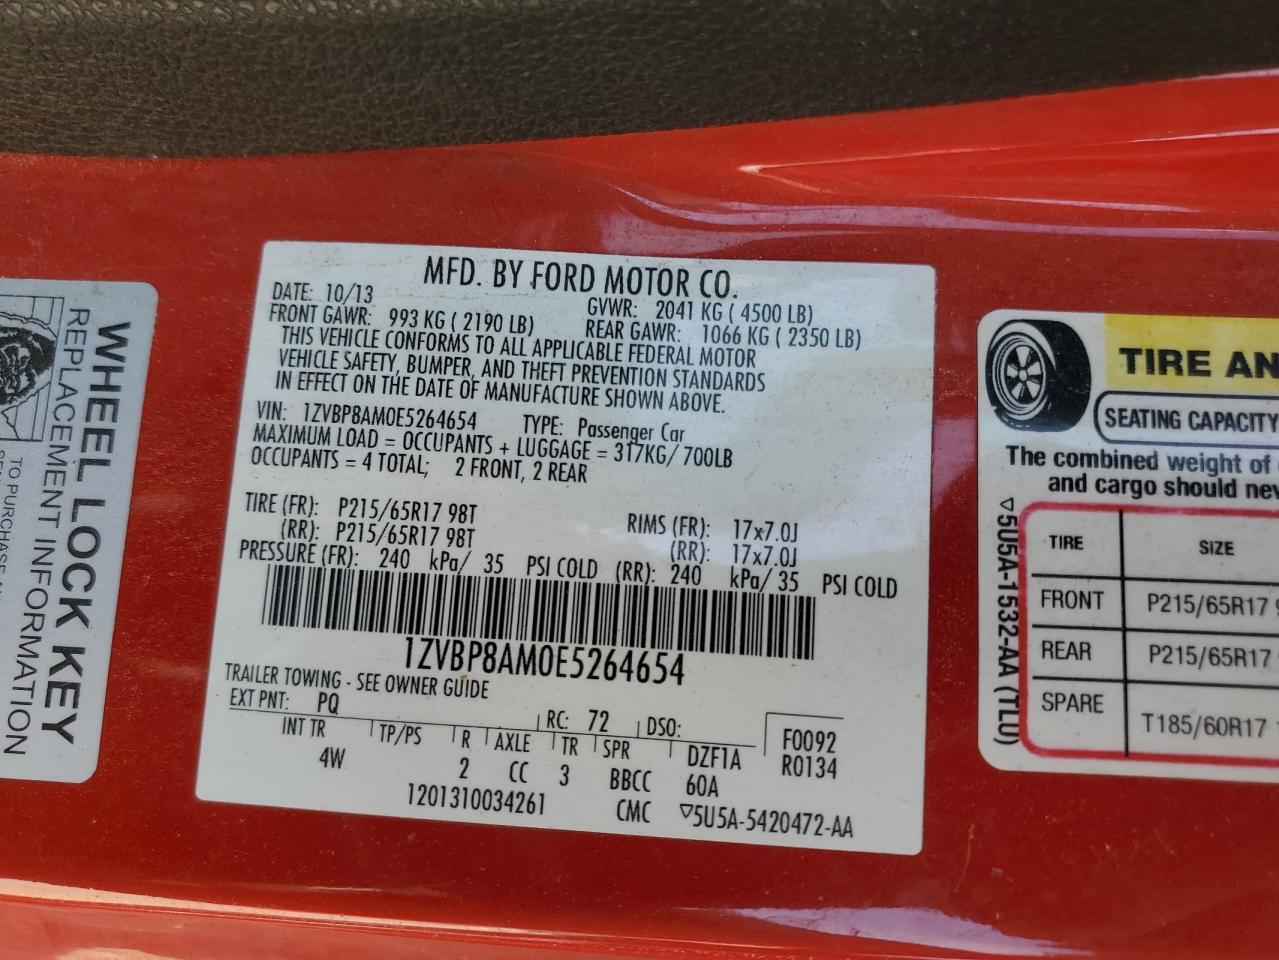 WHEEL LOCK KEY
REPLACEMENT INFORMATION
TO PURCHASE
MFD. BY FORD MOTOR CO.
DATE: 10/13 GVWR: 2041 KG ( 4500 LB)
FRONT GAWR: 993 KG ( 2190 LB) REAR GAWR: 1066 KG ( 2350 LB)
THIS VEHICLE CONFORMS TO ALL APPLICABLE FEDERAL MOTOR
VEHICLE SAFETY, BUMPER, AND THEFT PREVENTION STANDARDS
IN EFFECT ON THE DATE OF MANUFACTURE SHOWN ABOVE.
VIN: 1ZVBP8AM0E5264654 TYPE: Passenger Car
MAXIMUM LOAD = OCCUPANTS + LUGGAGE = 317KG/ 700LB
OCCUPANTS = 4 TOTAL; 2 FRONT, 2 REAR
TIRE (FR): P215/65R17 98T RIMS (FR): 17x7.0J
(RR): P215/65R17 98T (RR): 17x7.0J
PRESSURE (FR): 240 kPa/ 35 PSI COLD (RR): 240 kPa/ 35 PSI COLD
1ZVBP8AM0E5264654
TRAILER TOWING - SEE OWNER GUIDE
EXT PNT: PQ RC: 72 DSO: F0092
INT TR TP/PS R AXLE TR SPR DZF1A R0134
4W 2 CC 3 BBCC 60A
1201310034261 CMC ▽5U5A-5420472-AA
TIRE AN
SEATING CAPACITY
The combined weight of
and cargo should nev
▽5U5A-1532-AA (TLU)
TIRE SIZE
FRONT P215/65R17 9
REAR P215/65R17
SPARE T185/60R17